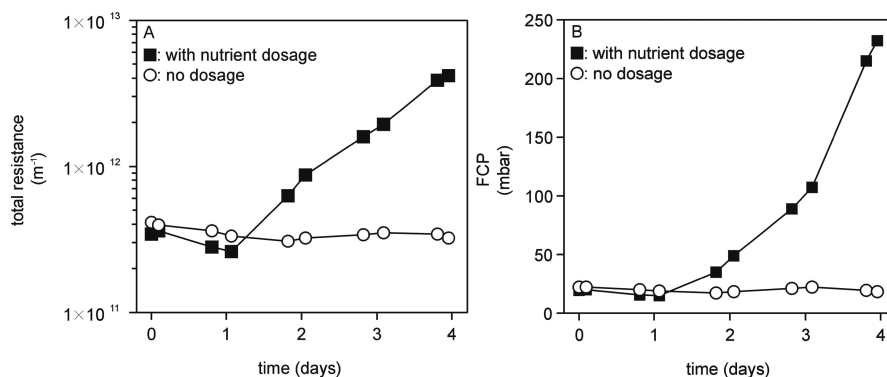 A
■: with nutrient dosage
○: no dosage
1×10 13
1×10 12
1×10 11
total resistance
(m-1)
0 1 2 3 4
time (days)
B
■: with nutrient dosage
○: no dosage
250
200
150
100
50
0
FCP
(mbar)
0 1 2 3 4
time (days)